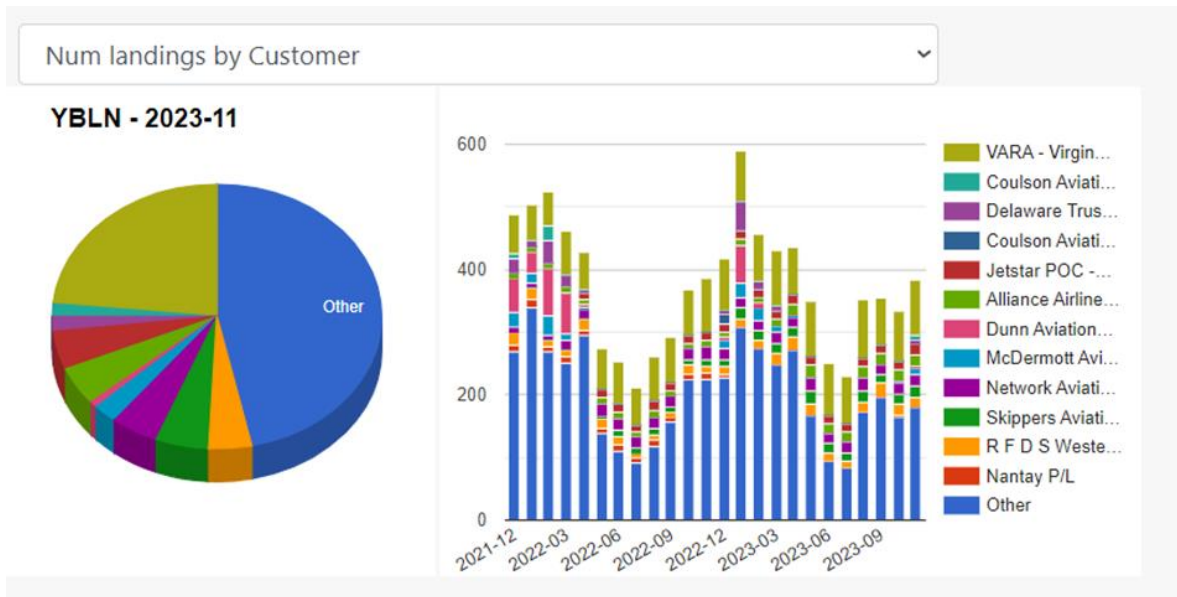 Num landings by Customer
YBLN - 2023-11
Other
600
400
200
0
2021-12
2022-03
2022-06
2022-09
2022-12
2023-03
2023-06
2023-09
VARA - Virgin...
Coulson Aviati...
Delaware Trus...
Coulson Aviati...
Jetstar POC -...
Alliance Airline...
Dunn Aviation...
McDermott Avi...
Network Aviati...
Skippers Aviati...
R F D S Weste...
Nantay P/L
Other